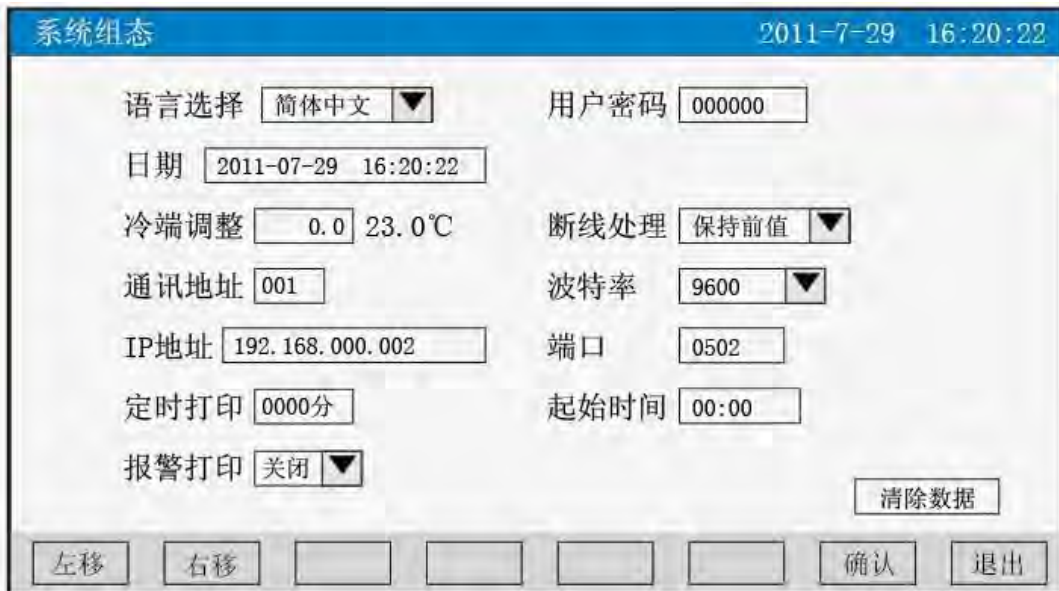 系统组态 2011-7-29 16:20:22
语言选择 简体中文 用户密码 000000
日期 2011-07-29 16:20:22
冷端调整 0.0 23.0℃ 断线处理 保持前值
通讯地址 001 波特率 9600
IP地址 192.168.000.002 端口 0502
定时打印 0000分 起始时间 00:00
报警打印 关闭
清除数据
左移 右移 确认 退出